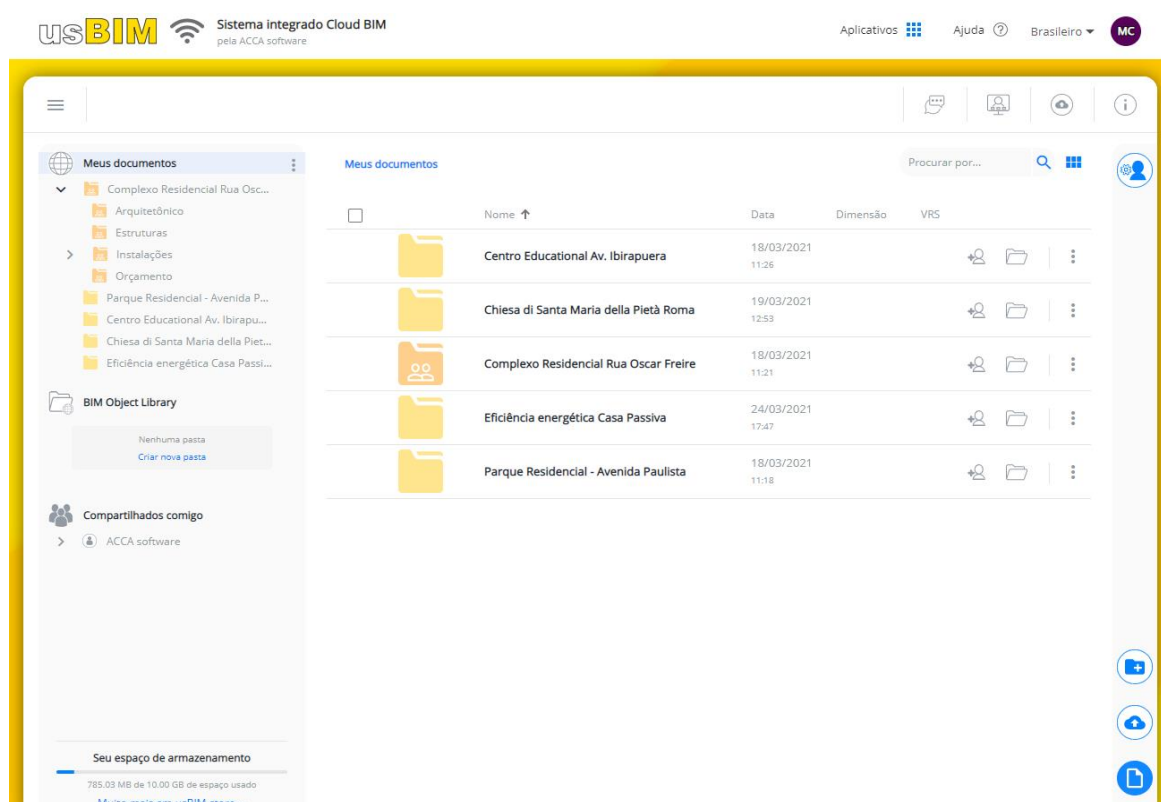 usBIM
Sistema integrado Cloud BIM
pela ACCA software
Aplicativos
Ajuda ?
Brasileiro
MC
Meus documentos
Complexo Residencial Rua Osc...
Arquitetônico
Estruturas
Instalações
Orçamento
Parque Residencial - Avenida P...
Centro Educational Av. Ibirapu...
Chiesa di Santa Maria della Piet...
Eficiência energética Casa Passi...
BIM Object Library
Nenhuma pasta
Criar nova pasta
Compartilhados comigo
ACCA software
Seu espaço de armazenamento
785.03 MB de 10.00 GB de espaço usado
Meus documentos
Procurar por...
Nome Data Dimensão VRS
Centro Educational Av. Ibirapuera 18/03/2021
11:26
Chiesa di Santa Maria della Pietà Roma 19/03/2021
12:53
Complexo Residencial Rua Oscar Freire 18/03/2021
11:21
Eficiência energética Casa Passiva 24/03/2021
17:47
Parque Residencial - Avenida Paulista 18/03/2021
11:18